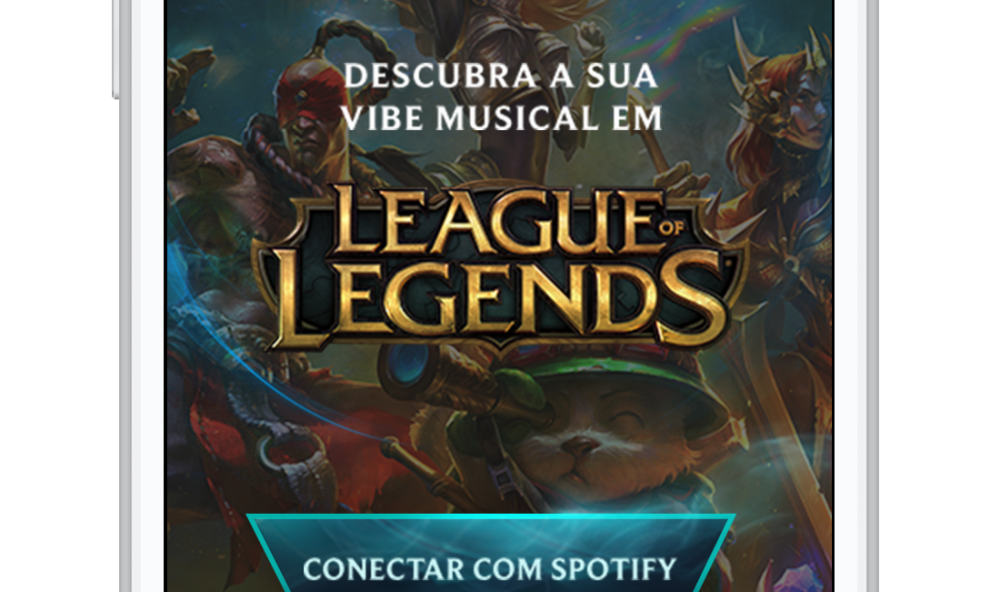 DESCUBRA A SUA
VIBE MUSICAL EM
LEAGUE OF
LEGENDS
CONECTAR COM SPOTIFY